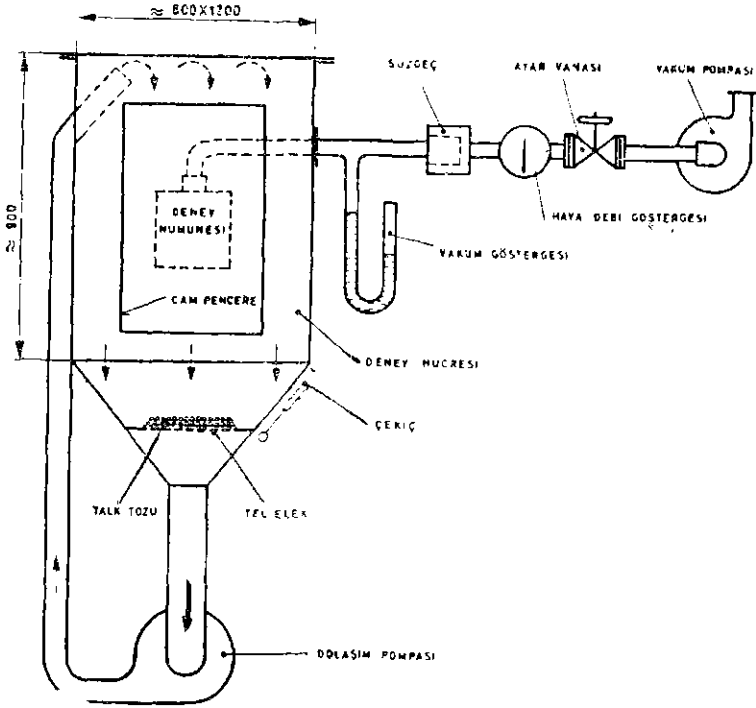 ≈ 800X1200
SÜZGEÇ
AYAR VANASI
VAKUM POMPASI
≈ 900
DENEY
NUMUNESİ
HAVA DEBİ GÖSTERGESİ
VAKUM GÖSTERGESİ
CAM PENCERE
DENEY HÜCRESİ
ÇEKİÇ
TALK TOZU
TEL ELEK
DOLAŞIM POMPASI